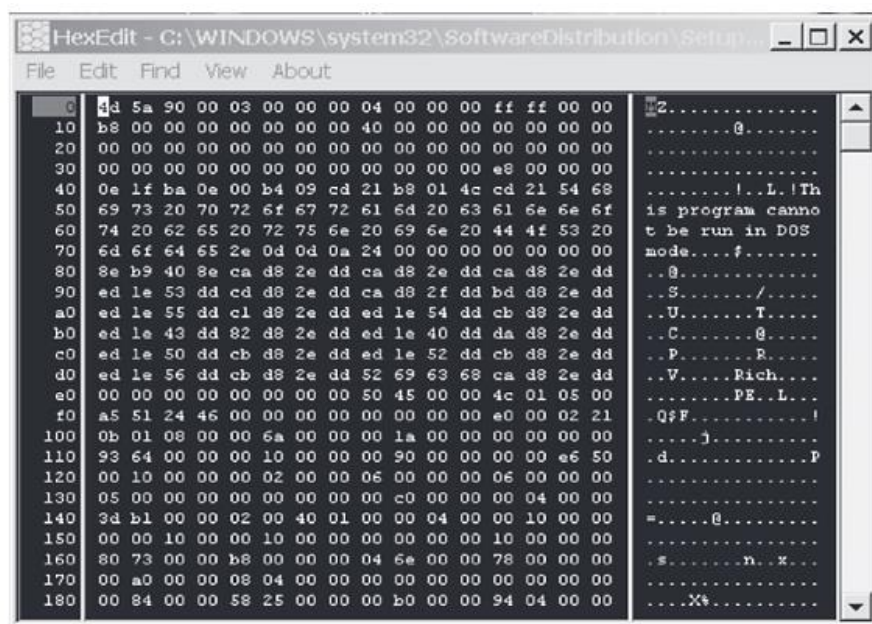 HexEdit - C:\WINDOWS\system32\SoftwareDistribution\Setup...
File Edit Find View About
0 4d 5a 90 00 03 00 00 00 04 00 00 00 ff ff 00 00 MZ..............
10 b8 00 00 00 00 00 00 00 40 00 00 00 00 00 00 00 ........@.......
20 00 00 00 00 00 00 00 00 00 00 00 00 00 00 00 00 ................
30 00 00 00 00 00 00 00 00 00 00 00 00 e8 00 00 00 ................
40 0e 1f ba 0e 00 b4 09 cd 21 b8 01 4c cd 21 54 68 ........!..L.!Th
50 69 73 20 70 72 6f 67 72 61 6d 20 63 61 6e 6e 6f is program canno
60 74 20 62 65 20 72 75 6e 20 69 6e 20 44 4f 53 20 t be run in DOS
70 6d 6f 64 65 2e 0d 0d 0a 24 00 00 00 00 00 00 00 mode....$.......
80 8e b9 40 8e ca d8 2e dd ca d8 2e dd ca d8 2e dd ..@.............
90 ed 1e 53 dd cd d8 2e dd ca d8 2f dd bd d8 2e dd ..S......./.....
a0 ed 1e 55 dd c1 d8 2e dd ed 1e 54 dd cb d8 2e dd ..U.......T.....
b0 ed 1e 43 dd 82 d8 2e dd ed 1e 40 dd da d8 2e dd ..C.......@.....
c0 ed 1e 50 dd cb d8 2e dd ed 1e 52 dd cb d8 2e dd ..P.......R.....
d0 ed 1e 56 dd cb d8 2e dd 52 69 63 68 ca d8 2e dd ..V.....Rich....
e0 00 00 00 00 00 00 00 00 50 45 00 00 4c 01 05 00 ........PE..L...
f0 a5 51 24 46 00 00 00 00 00 00 00 00 e0 00 02 21 .Q$F...........!
100 0b 01 08 00 00 6a 00 00 00 1a 00 00 00 00 00 00 .....j..........
110 93 64 00 00 00 10 00 00 00 90 00 00 00 00 e6 50 .d.............P
120 00 10 00 00 00 02 00 00 06 00 00 00 06 00 00 00 ................
130 05 00 00 00 00 00 00 00 00 c0 00 00 00 04 00 00 ................
140 3d b1 00 00 02 00 40 01 00 00 04 00 00 10 00 00 =.....@.........
150 00 00 10 00 00 10 00 00 00 00 00 00 10 00 00 00 ................
160 80 73 00 00 b8 00 00 00 04 6e 00 00 78 00 00 00 .s.......n..x...
170 00 a0 00 00 08 04 00 00 00 00 00 00 00 00 00 00 ................
180 00 84 00 00 58 25 00 00 00 b0 00 00 94 04 00 00 ....X%..........